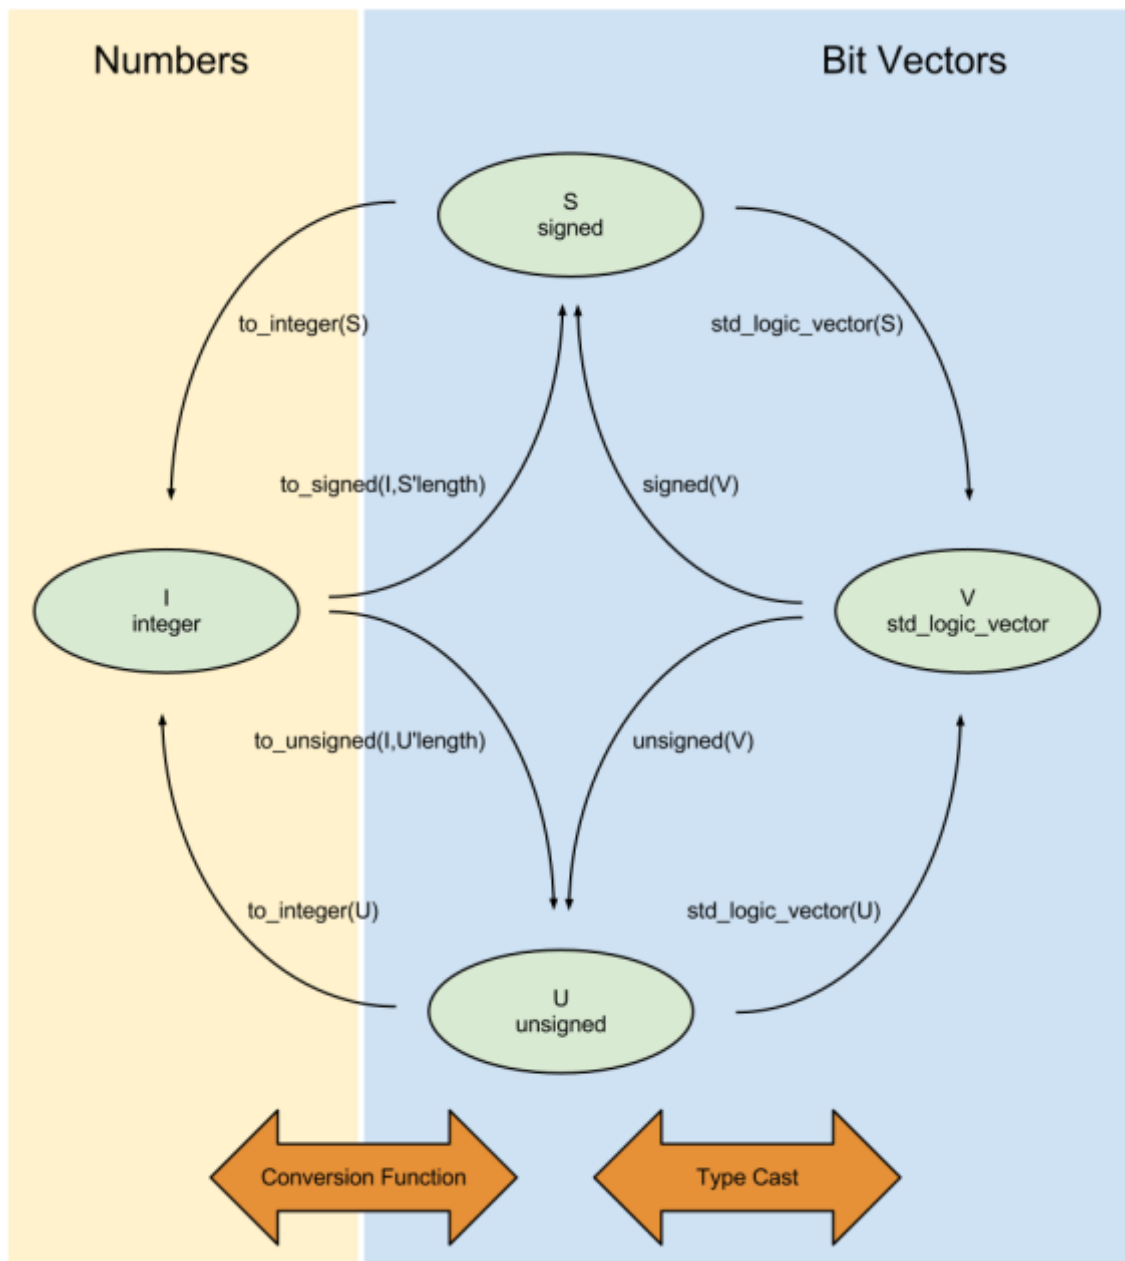 Numbers
Bit Vectors
S
signed
to_integer(S)
std_logic_vector(S)
to_signed(I,S'length)
signed(V)
I
integer
V
std_logic_vector
to_unsigned(I,U'length)
unsigned(V)
to_integer(U)
std_logic_vector(U)
U
unsigned
Conversion Function
Type Cast